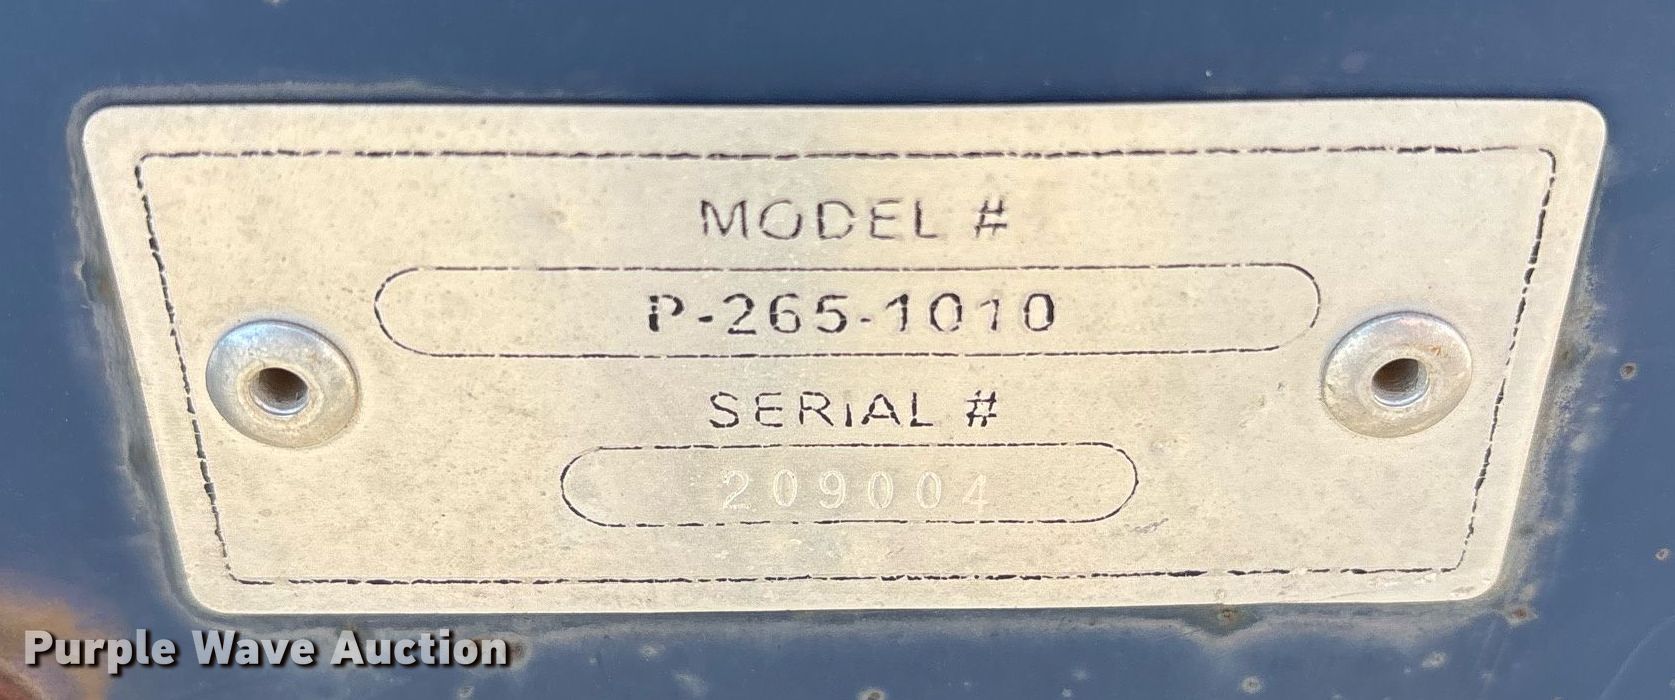 MODEL #
P-265-1010
SERIAL #
209004
Purple Wave Auction